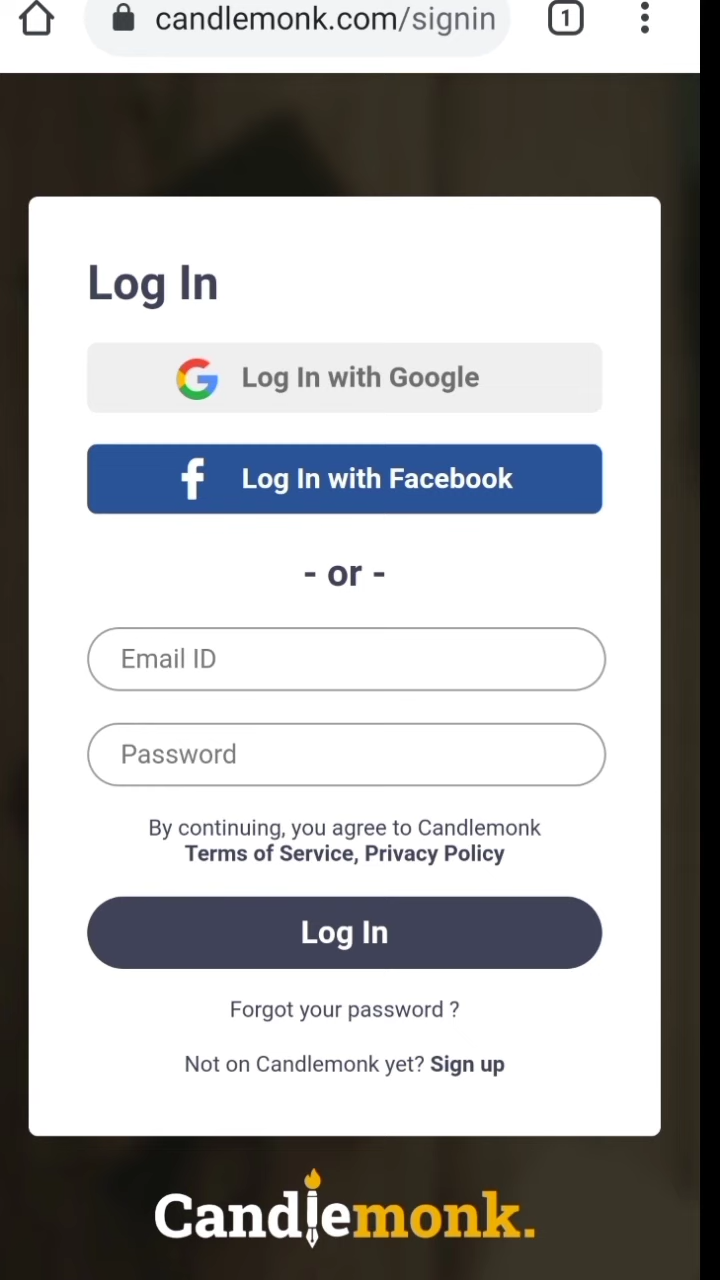 candlemonk.com/signin
1
Log In
Log In with Google
f Log In with Facebook
- or -
Email ID
Password
By continuing, you agree to Candlemonk
Terms of Service, Privacy Policy
Log In
Forgot your password ?
Not on Candlemonk yet? Sign up
Candlemonk.